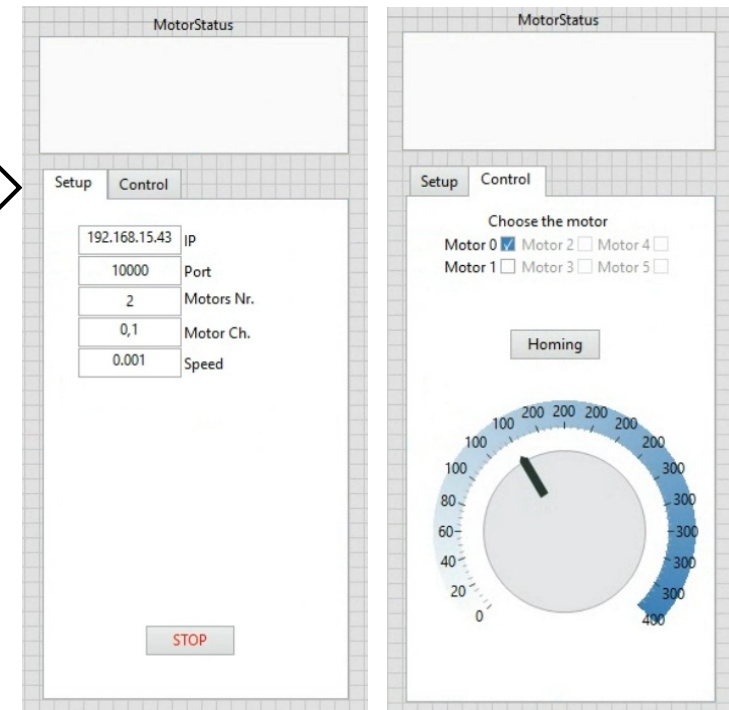 MotorStatus
Setup Control
192.168.15.43 IP
10000 Port
2 Motors Nr.
0,1 Motor Ch.
0.001 Speed
STOP
MotorStatus
Setup Control
Choose the motor
Motor 0 Motor 2 Motor 4
Motor 1 Motor 3 Motor 5
Homing
0
20
40
60
80
100
100
100
200
200
200
200
200
300
300
300
300
300
400